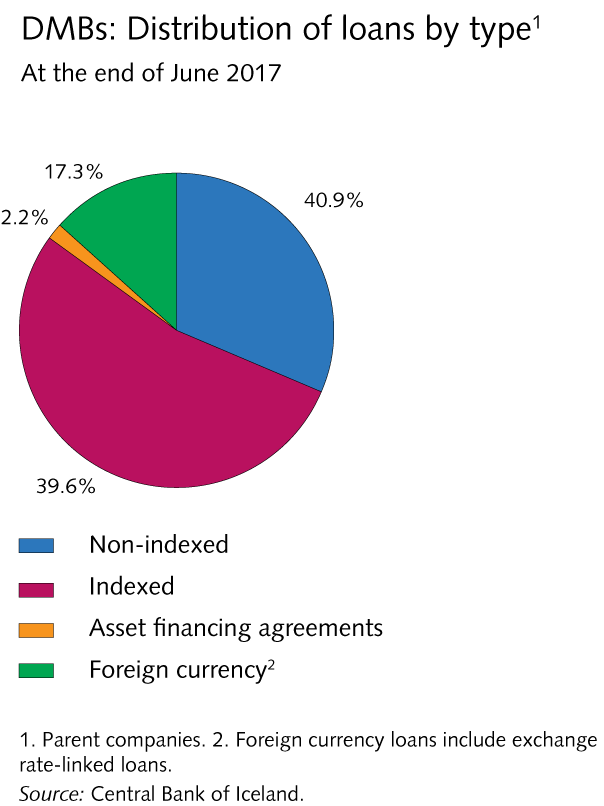 DMBs: Distribution of loans by type¹
At the end of June 2017
17.3%
40.9%
2.2%
39.6%
Non-indexed
Indexed
Asset financing agreements
Foreign currency²
1. Parent companies. 2. Foreign currency loans include exchange
rate-linked loans.
Source: Central Bank of Iceland.